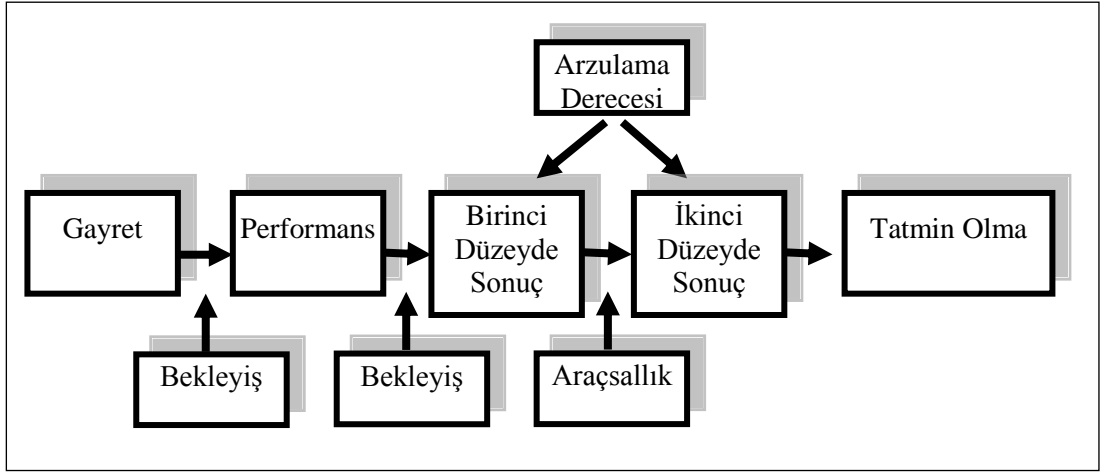 Arzulama
Derecesi
Gayret
Performans
Birinci
Düzeyde
Sonuç
İkinci
Düzeyde
Sonuç
Tatmin Olma
Bekleyiş
Bekleyiş
Araçsallık